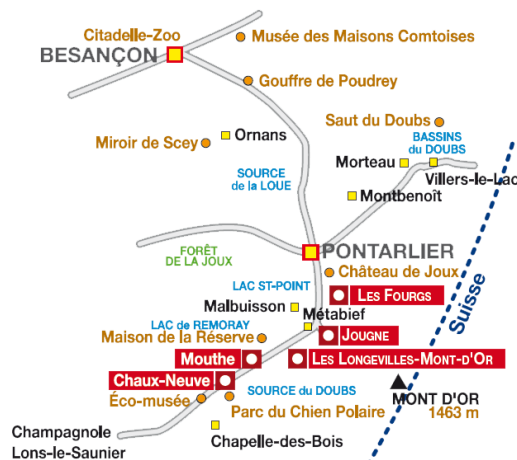 Citadelle-Zoo
Musée des Maisons Comtoises
BESANÇON
Gouffre de Poudrey
Saut du Doubs
Ornans
BASSINS
du DOUBS
Miroir de Scey
Morteau
SOURCE
de la LOUE
Villers-le-Lac
Montbenoît
PONTARLIER
FORÊT
DE LA JOUX
Château de Joux
LAC ST-POINT
LES FOURGS
Suisse
Malbuisson
Métabief
LAC de REMORAY
Maison de la Réserve
JOUGNE
Mouthe
LES LONGEVILLES-MONT-D'OR
Chaux-Neuve
SOURCE du DOUBS
MONT D'OR
1463 m
Éco-musée
Parc du Chien Polaire
Champagnole
Lons-le-Saunier
Chapelle-des-Bois